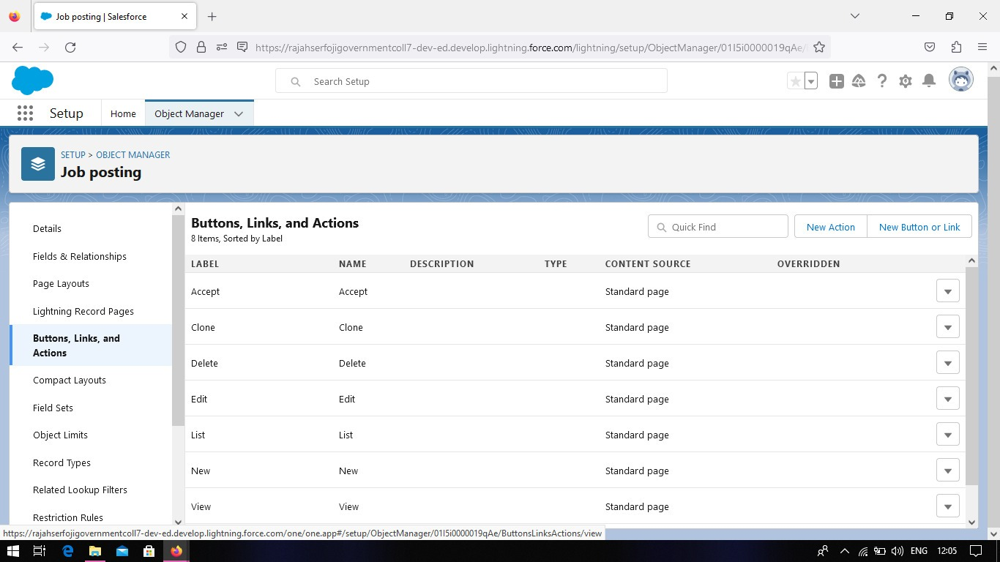 Job posting | Salesforce
https://rajahserfojigovernmentcoll7-dev-ed.develop.lightning.force.com/lightning/setup/ObjectManager/01I5i0000019qAe/
Search Setup
Setup
Home
Object Manager
SETUP > OBJECT MANAGER
Job posting
Details
Fields & Relationships
Page Layouts
Lightning Record Pages
Buttons, Links, and
Actions
Compact Layouts
Field Sets
Object Limits
Record Types
Related Lookup Filters
Restriction Rules
Buttons, Links, and Actions
8 Items, Sorted by Label
Quick Find
New Action
New Button or Link
LABEL NAME DESCRIPTION TYPE CONTENT SOURCE OVERRIDDEN
Accept Accept Standard page
Clone Clone Standard page
Delete Delete Standard page
Edit Edit Standard page
List List Standard page
New New Standard page
View View Standard page
https://rajahserfojigovernmentcoll7-dev-ed.develop.lightning.force.com/one/one.app#/setup/ObjectManager/01I5i0000019qAe/ButtonsLinksActions/view
ENG 12:05